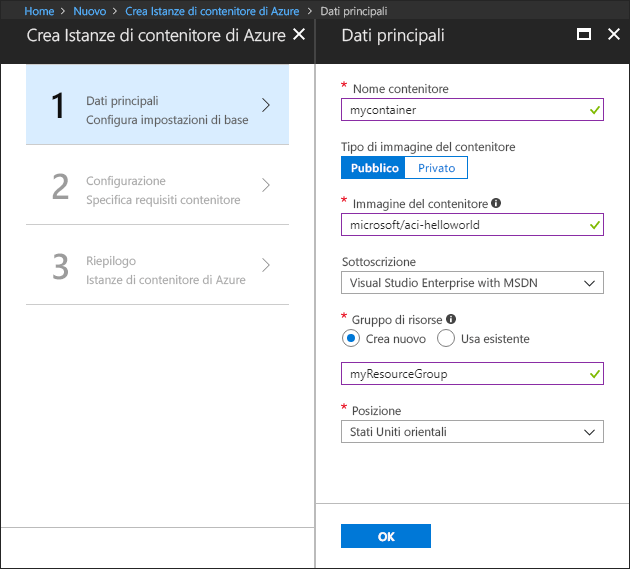 Home > Nuovo > Crea Istanze di contenitore di Azure > Dati principali
Crea Istanze di contenitore di Azure
1
Dati principali
Configura impostazioni di base
2
Configurazione
Specifica requisiti contenitore
3
Riepilogo
Istanze di contenitore di Azure
Dati principali
* Nome contenitore
mycontainer
Tipo di immagine del contenitore
Pubblico Privato
* Immagine del contenitore
microsoft/aci-helloworld
Sottoscrizione
Visual Studio Enterprise with MSDN
* Gruppo di risorse
Crea nuovo Usa esistente
myResourceGroup
* Posizione
Stati Uniti orientali
OK